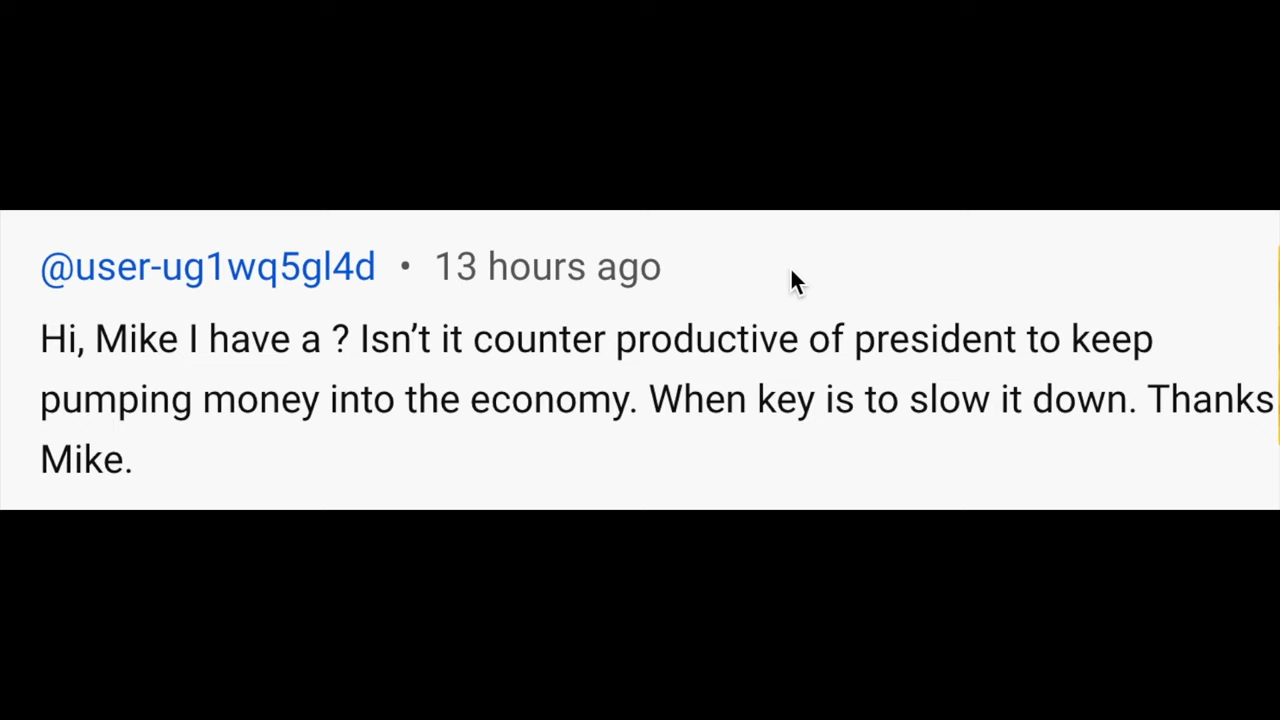 @user-ug1wq5gl4d • 13 hours ago
Hi, Mike I have a ? Isn’t it counter productive of president to keep
pumping money into the economy. When key is to slow it down. Thanks
Mike.